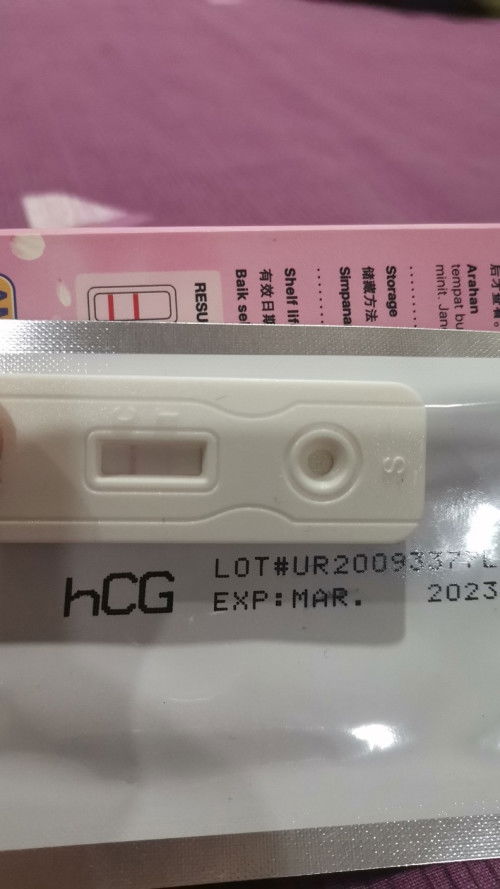 RESU
Baik se
有效日期
Shelf lif
Simpana
储藏方法
Storage
minit. Jan
tempat bu
Arahan
C T
S
hCG
LOT#UR2009337
EXP:MAR. 2023